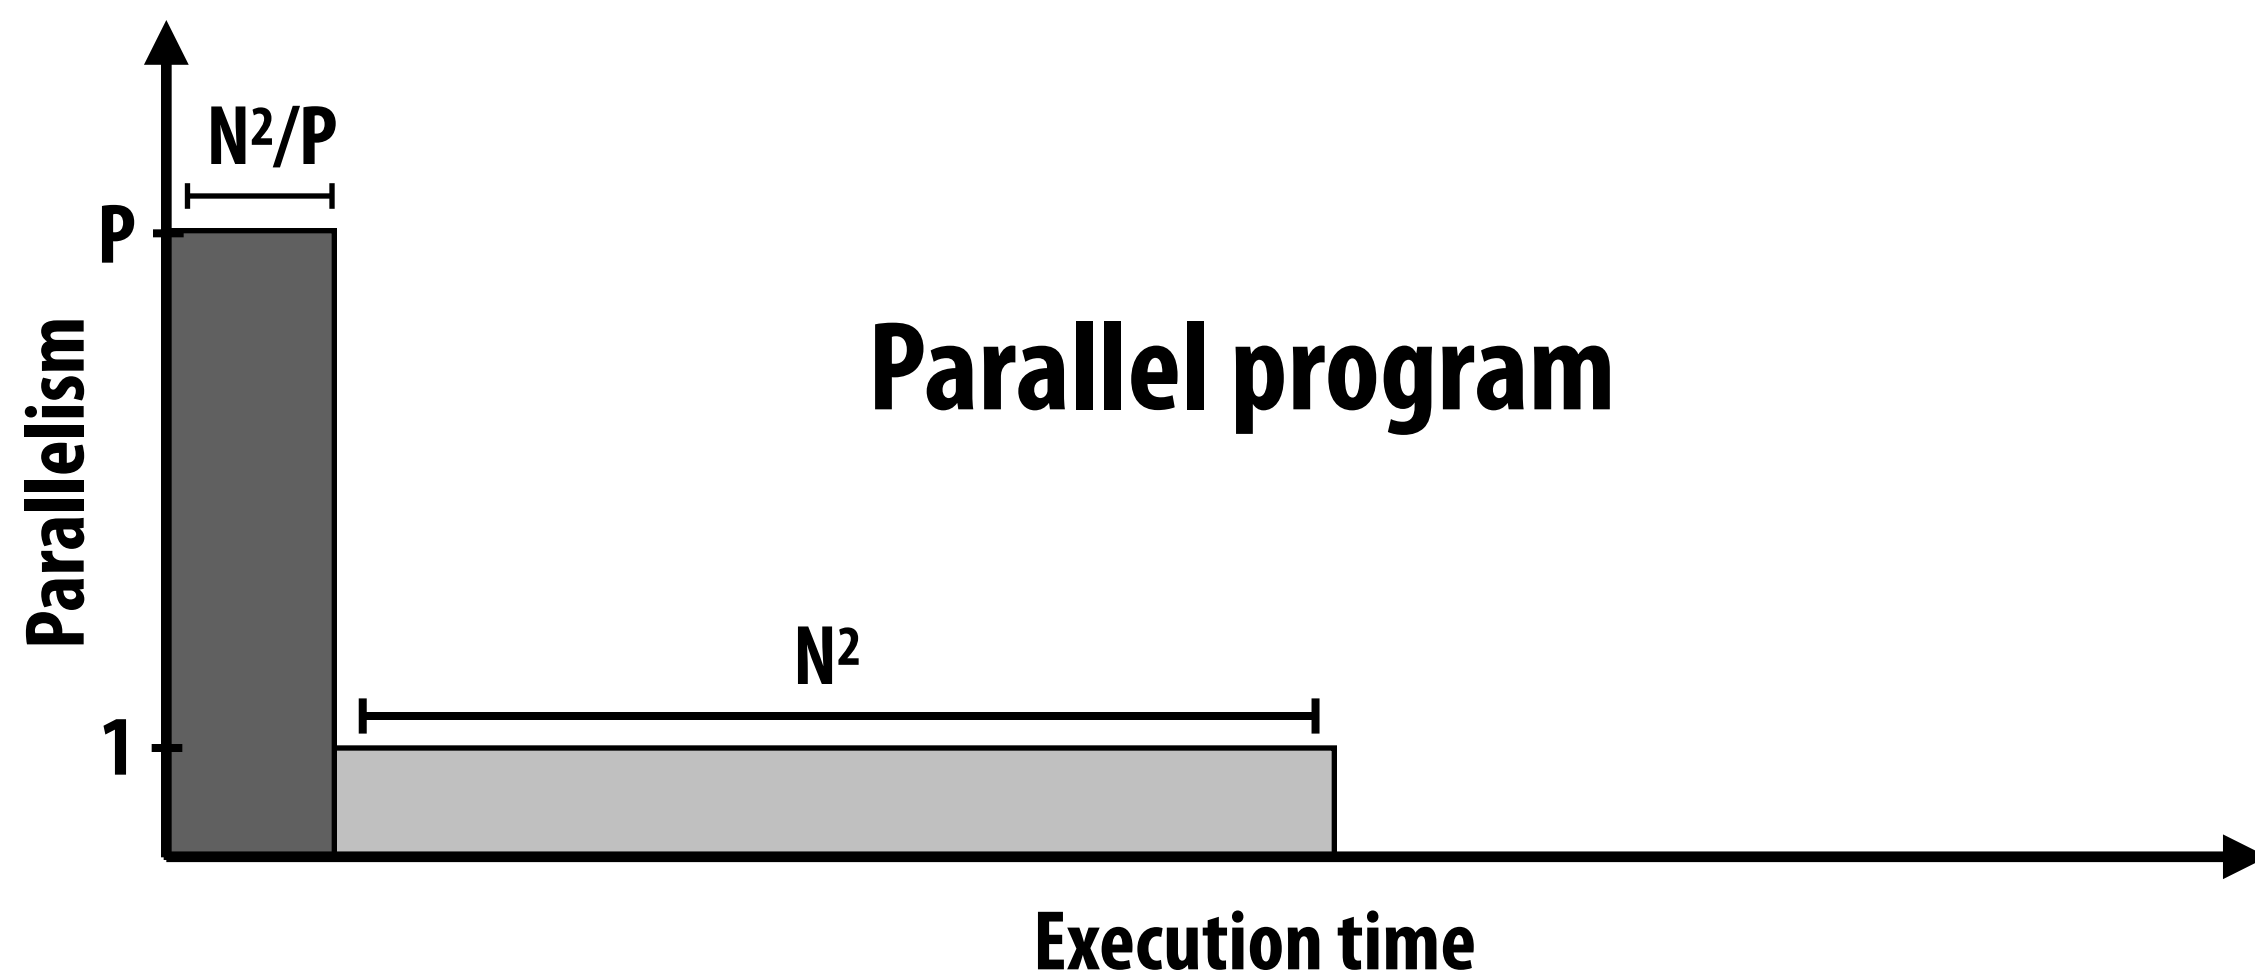 N²/P
P
Parallelism
Parallel program
N²
1
Execution time